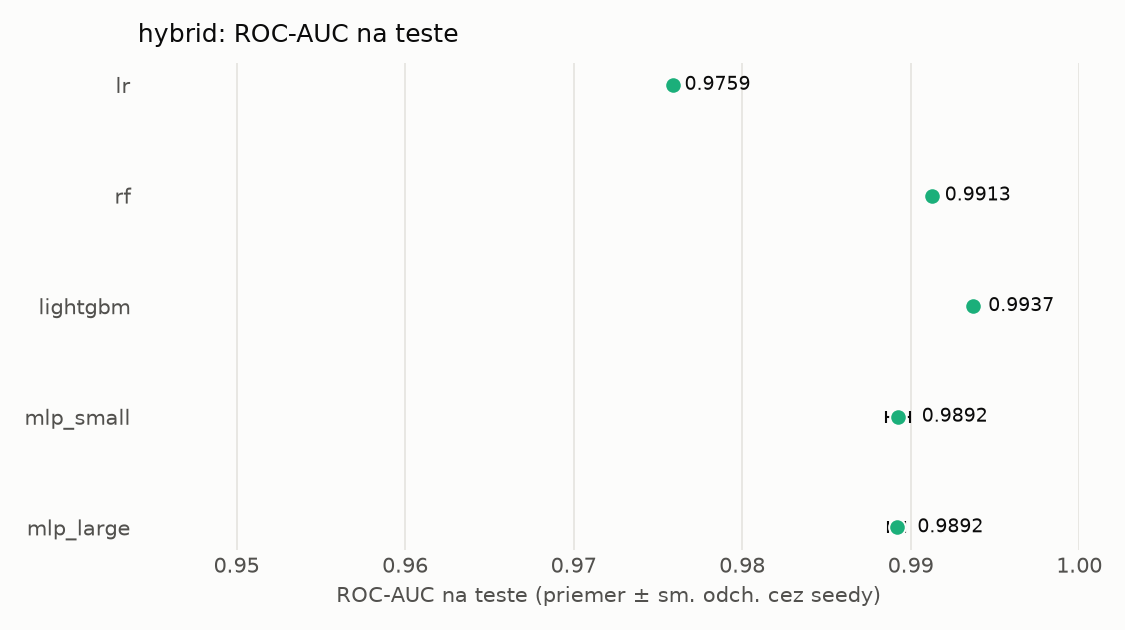 hybrid: ROC-AUC na teste
lr
0.9759
rf
0.9913
lightgbm
0.9937
mlp_small
0.9892
mlp_large
0.9892
0.95 0.96 0.97 0.98 0.99 1.00
ROC-AUC na teste (priemer ± sm. odch. cez seedy)